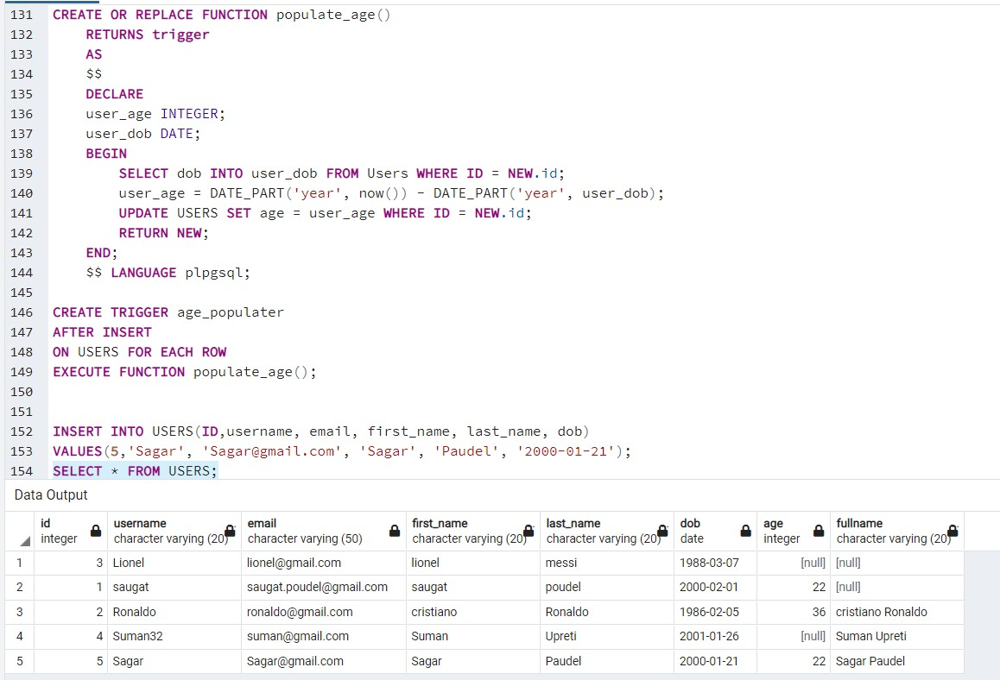 131 CREATE OR REPLACE FUNCTION populate_age()
132 RETURNS trigger
133 AS
134 $$
135 DECLARE
136 user_age INTEGER;
137 user_dob DATE;
138 BEGIN
139 SELECT dob INTO user_dob FROM Users WHERE ID = NEW.id;
140 user_age = DATE_PART('year', now()) - DATE_PART('year', user_dob);
141 UPDATE USERS SET age = user_age WHERE ID = NEW.id;
142 RETURN NEW;
143 END;
144 $$ LANGUAGE plpgsql;
145
146 CREATE TRIGGER age_populater
147 AFTER INSERT
148 ON USERS FOR EACH ROW
149 EXECUTE FUNCTION populate_age();
150
151
152 INSERT INTO USERS(ID,username, email, first_name, last_name, dob)
153 VALUES(5,'Sagar', 'Sagar@gmail.com', 'Sagar', 'Paudel', '2000-01-21');
154 SELECT * FROM USERS;
Data Output
id username email first_name last_name dob age fullname
integer character varying (20) character varying (50) character varying (20) character varying (20) date integer character varying (20)
1 3 Lionel lionel@gmail.com lionel messi 1988-03-07 [null] [null]
2 1 saugat saugat.poudel@gmail.com saugat poudel 2000-02-01 22 [null]
3 2 Ronaldo ronaldo@gmail.com cristiano Ronaldo 1986-02-05 36 cristiano Ronaldo
4 4 Suman32 suman@gmail.com Suman Upreti 2001-01-26 [null] Suman Upreti
5 5 Sagar Sagar@gmail.com Sagar Paudel 2000-01-21 22 Sagar Paudel